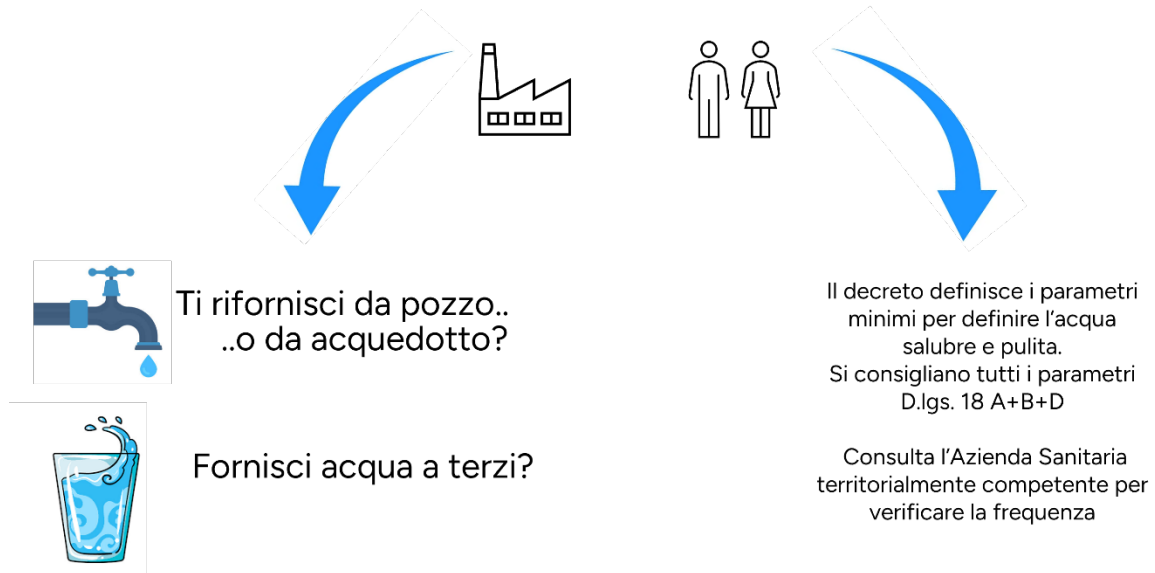 Ti rifornisci da pozzo..
..o da acquedotto?
Fornisci acqua a terzi?
Il decreto definisce i parametri
minimi per definire l'acqua
salubre e pulita.
Si consigliano tutti i parametri
D.lgs. 18 A+B+D
Consulta l'Azienda Sanitaria
territorialmente competente per
verificare la frequenza